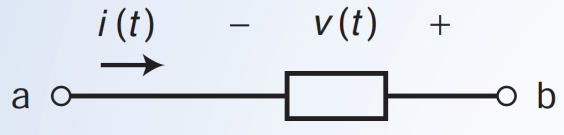 i(t) − v(t) +
a b